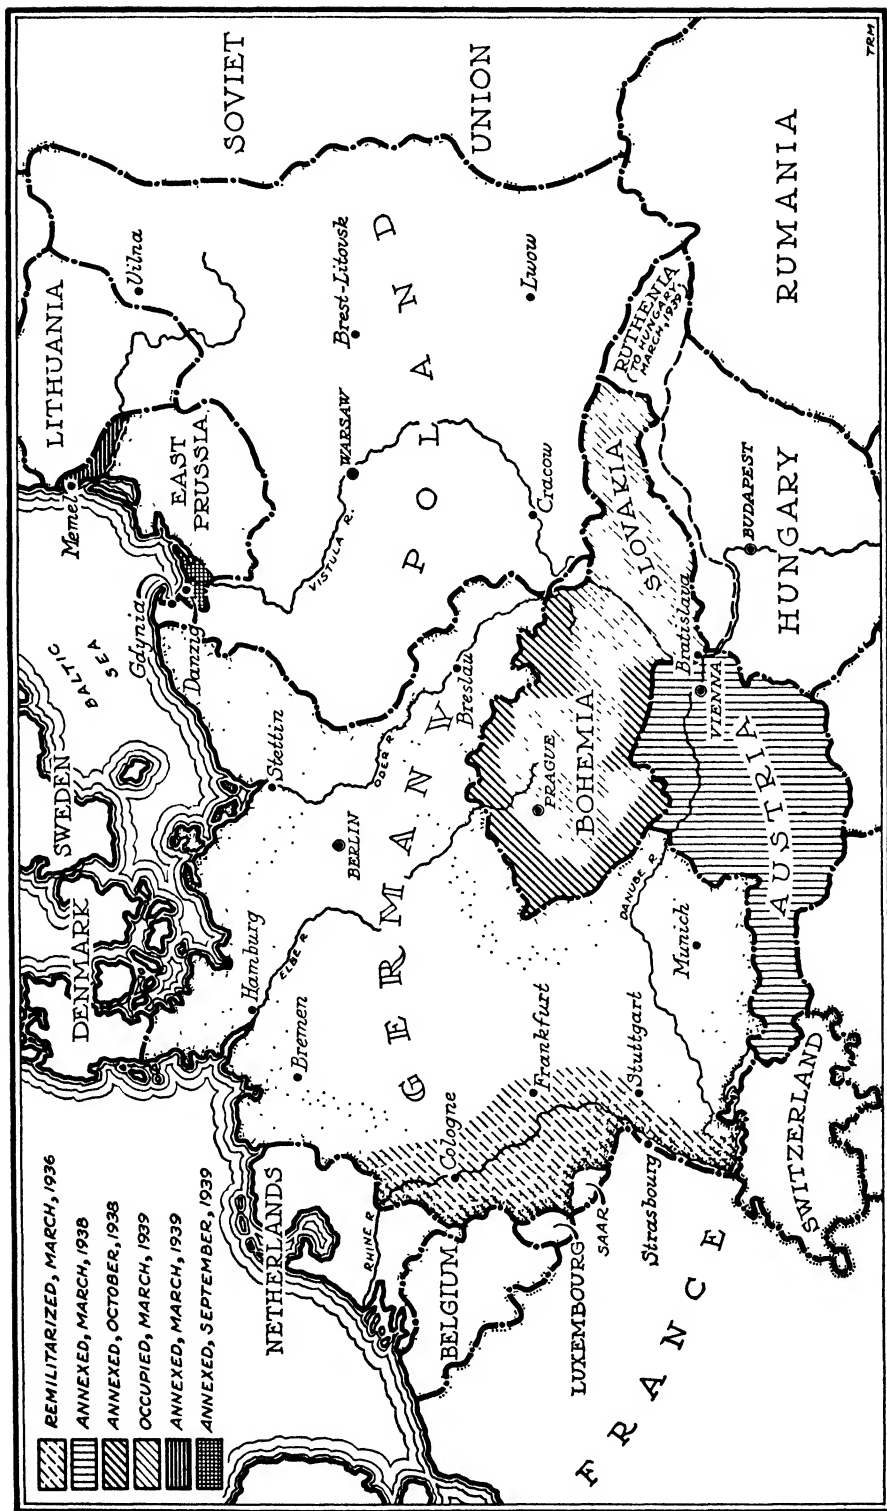 REMILITARIZED, MARCH, 1936
ANNEXED, MARCH, 1938
ANNEXED, OCTOBER, 1938
OCCUPIED, MARCH, 1939
ANNEXED, MARCH, 1939
ANNEXED, SEPTEMBER, 1939
DENMARK
SWEDEN
BALTIC
SEA
Memel
LITHUANIA
Vilna
SOVIET
UNION
Gdynia
Danzig
EAST
PRUSSIA
Hamburg
Stettin
Bremen
ELBE R
BERLIN
ODER R
VISTULA R.
WARSAW
Brest-Litovsk
NETHERLANDS
RHINE R
GERMANY
POLAND
BELGIUM
Cologne
Breslau
Cracow
Lwow
LUXEMBOURG
SAAR
Frankfurt
PRAGUE
BOHEMIA
SLOVAKIA
RUTHENIA
(TO HUNGARY
MARCH, 1939)
Strasbourg
Stuttgart
DANUBE R
Munich
VIENNA
Bratislava
BUDAPEST
FRANCE
SWITZERLAND
AUSTRIA
HUNGARY
RUMANIA
TRM